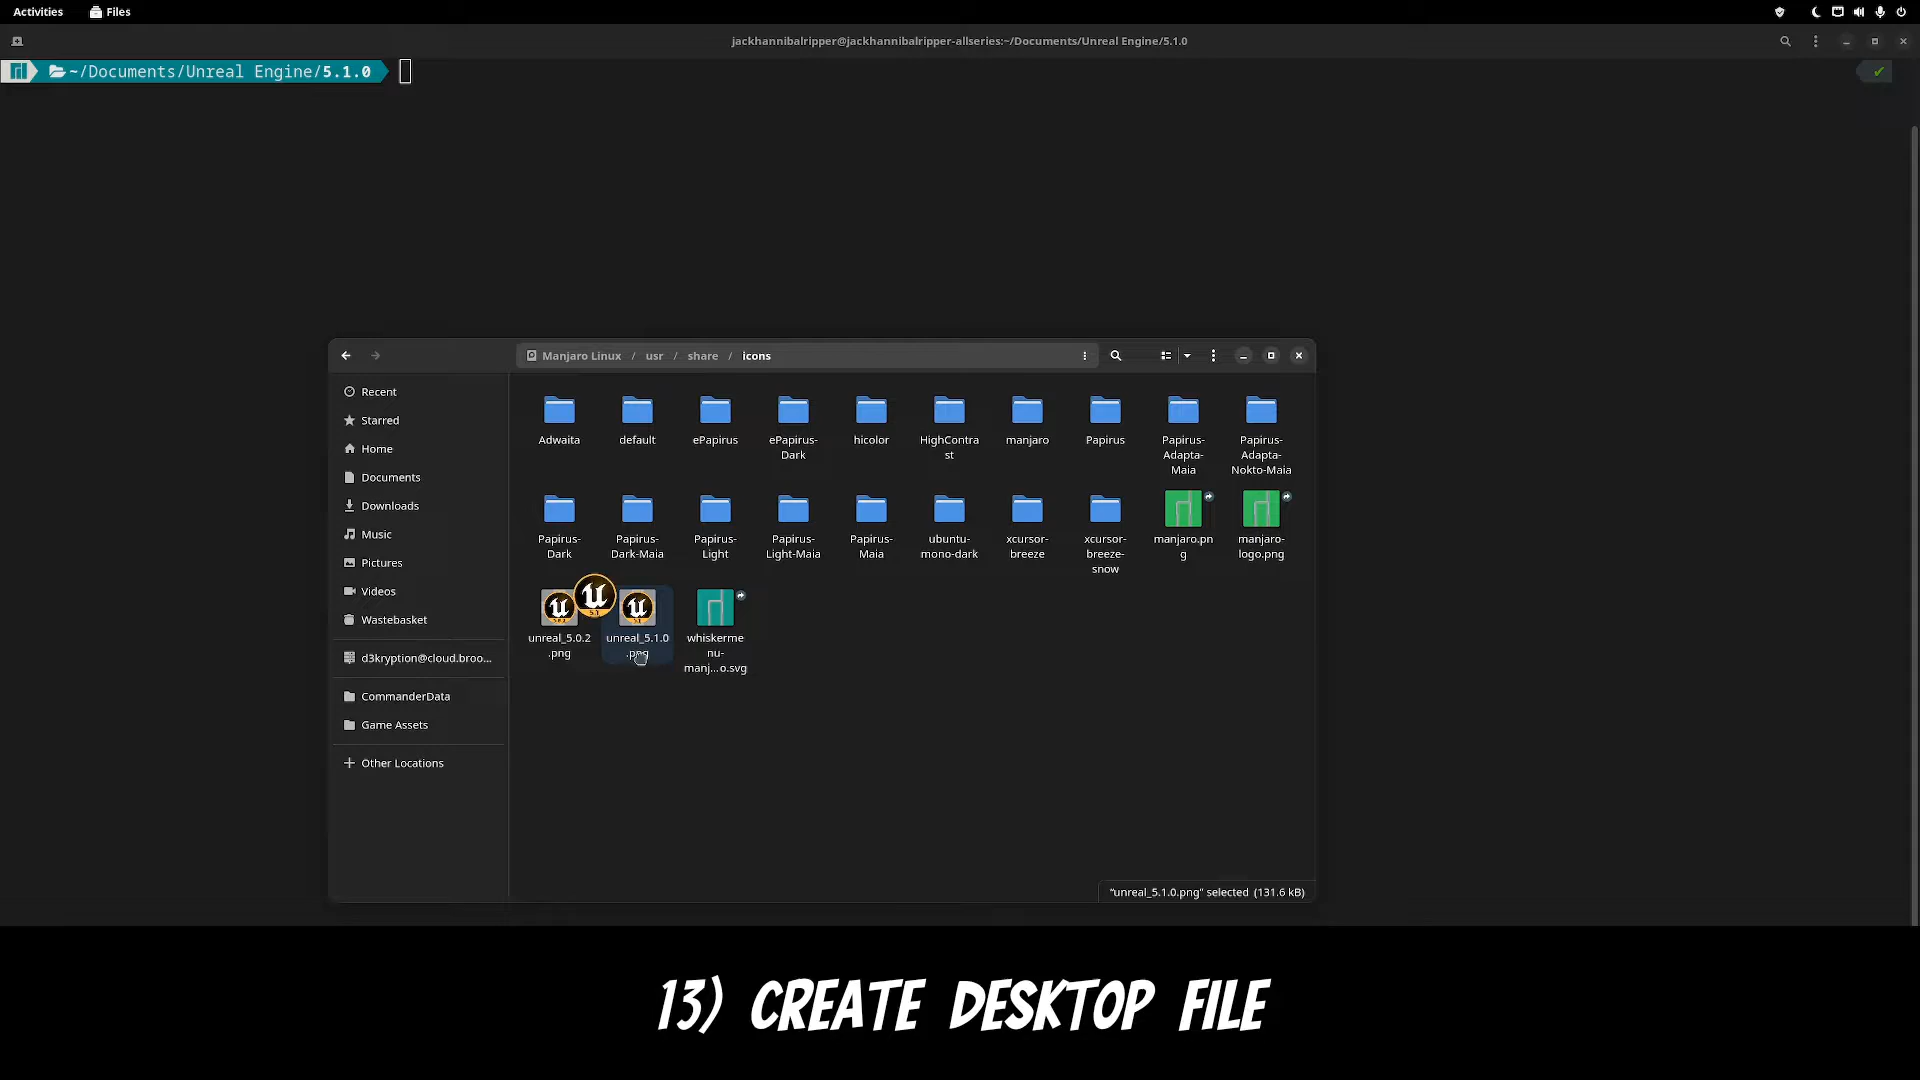 Activities
Files
jackhannibalripper@jackhannibalripper-allseries:~/Documents/Unreal Engine/5.1.0
~/Documents/Unreal Engine/5.1.0
Manjaro Linux / usr / share / icons
Recent
Starred
Home
Documents
Downloads
Music
Pictures
Videos
Wastebasket
d3kryption@cloud.broo...
CommanderData
Game Assets
+ Other Locations
Adwaita
default
ePapirus
ePapirus-
Dark
hicolor
HighContra
st
manjaro
Papirus
Papirus-
Adapta-
Maia
Papirus-
Adapta-
Nokto-Maia
Papirus-
Dark
Papirus-
Dark-Maia
Papirus-
Light
Papirus-
Light-Maia
Papirus-
Maia
ubuntu-
mono-dark
xcursor-
breeze
xcursor-
breeze-
snow
manjaro.pn
g
manjaro-
logo.png
5.1
unreal_5.0.2
.png
unreal_5.1.0
.png
whiskerme
nu-
manj...o.svg
"unreal_5.1.0.png" selected (131.6 kB)
13) CREATE DESKTOP FILE